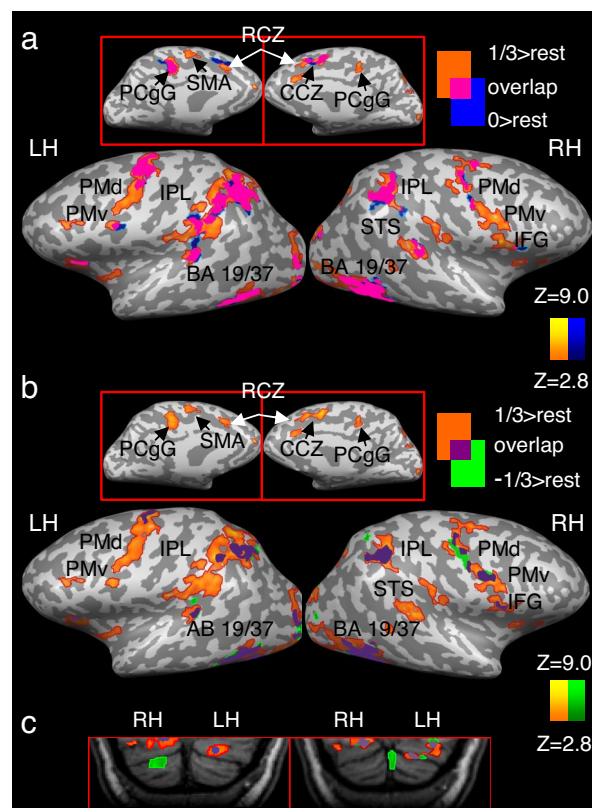 a
RCZ
1/3>rest
PCgG
SMA
CCZ
PCgG
overlap
0>rest
LH
RH
PMd
IPL
PMv
BA 19/37
IPL
PMd
PMv
STS
IFG
BA 19/37
Z=9.0
Z=2.8
b
RCZ
1/3>rest
PCgG
SMA
CCZ
PCgG
overlap
-1/3>rest
LH
RH
PMd
IPL
PMv
AB 19/37
IPL
PMd
PMv
STS
IFG
BA 19/37
Z=9.0
Z=2.8
c
RH
LH
RH
LH